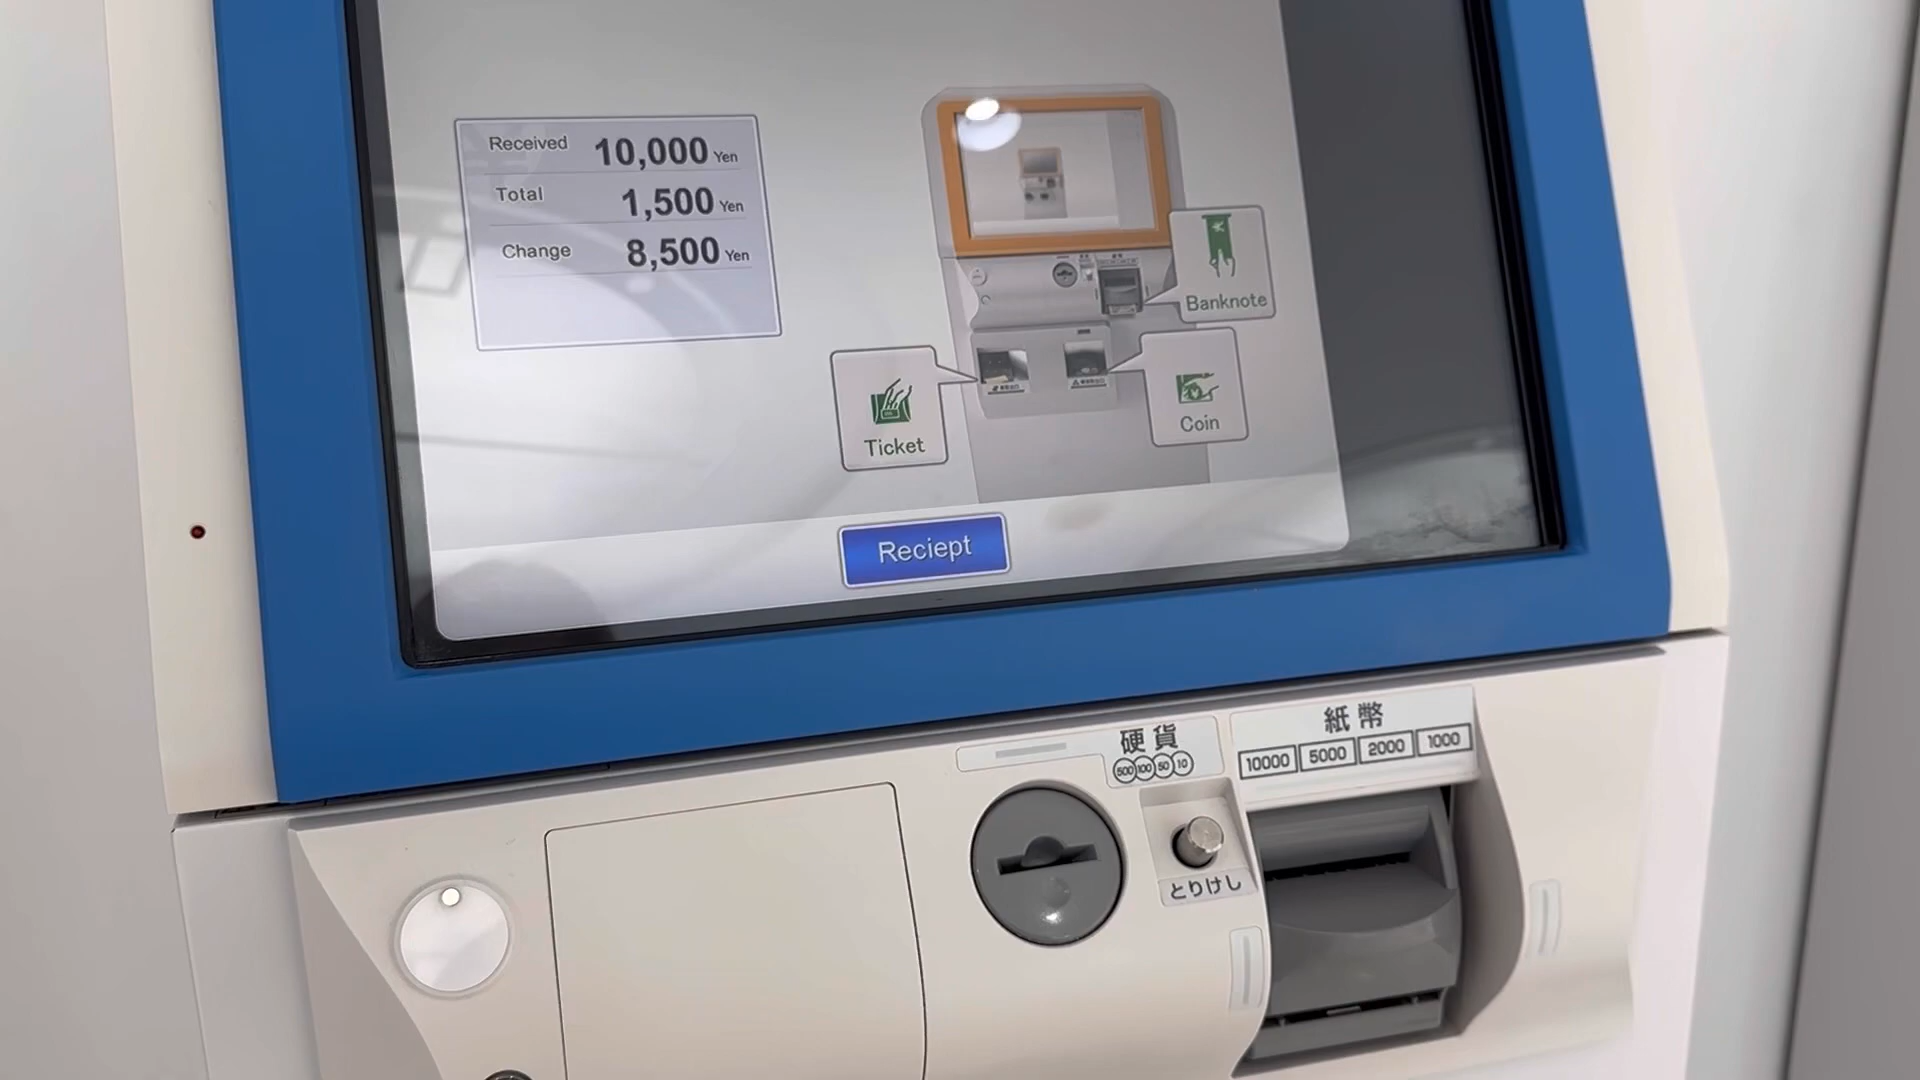 Received 10,000 Yen
Total 1,500 Yen
Change 8,500 Yen
Banknote
Ticket
Coin
Reciept
硬貨
500 100 50 10
紙幣
10000 5000 2000 1000
とりけし